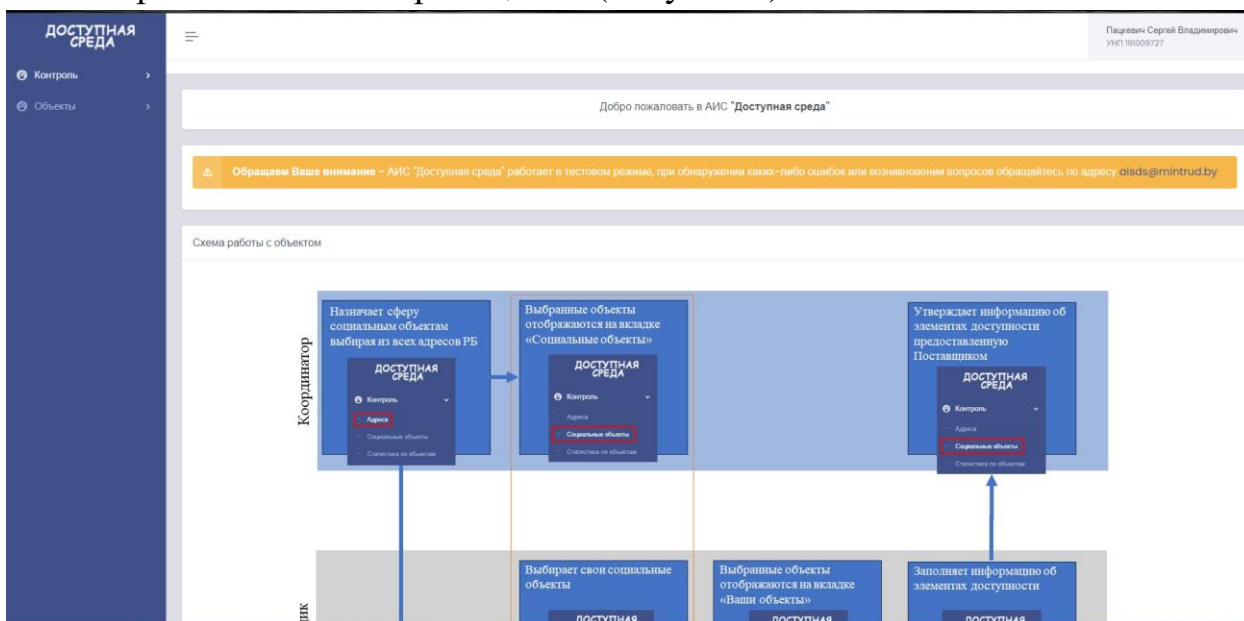 ДОСТУПНАЯ
СРЕДА
Пацкевич Сергей Владимирович
УНП 191009727
Контроль
Объекты
Добро пожаловать в АИС "Доступная среда"
Обращаем Ваше внимание - АИС "Доступная среда" работает в тестовом режиме, при обнаружении каких-либо ошибок или возникновении вопросов обращайтесь по адресу aisds@mintrud.by
Схема работы с объектом
Координатор
Назначает сферу
социальным объектам
выбирая из всех адресов РБ
ДОСТУПНАЯ
СРЕДА
Контроль
Адреса
Социальные объекты
Статистика по объектам
Выбранные объекты
отображаются на вкладке
«Социальные объекты»
ДОСТУПНАЯ
СРЕДА
Контроль
Адреса
Социальные объекты
Статистика по объектам
Утверждает информацию об
элементах доступности
предоставленную
Поставщиком
ДОСТУПНАЯ
СРЕДА
Контроль
Адреса
Социальные объекты
Статистика по объектам
Выбирает свои социальные
объекты
ДОСТУПНАЯ
Выбранные объекты
отображаются на вкладке
«Ваши объекты»
ДОСТУПНАЯ
Заполняет информацию об
элементах доступности
ДОСТУПНАЯ